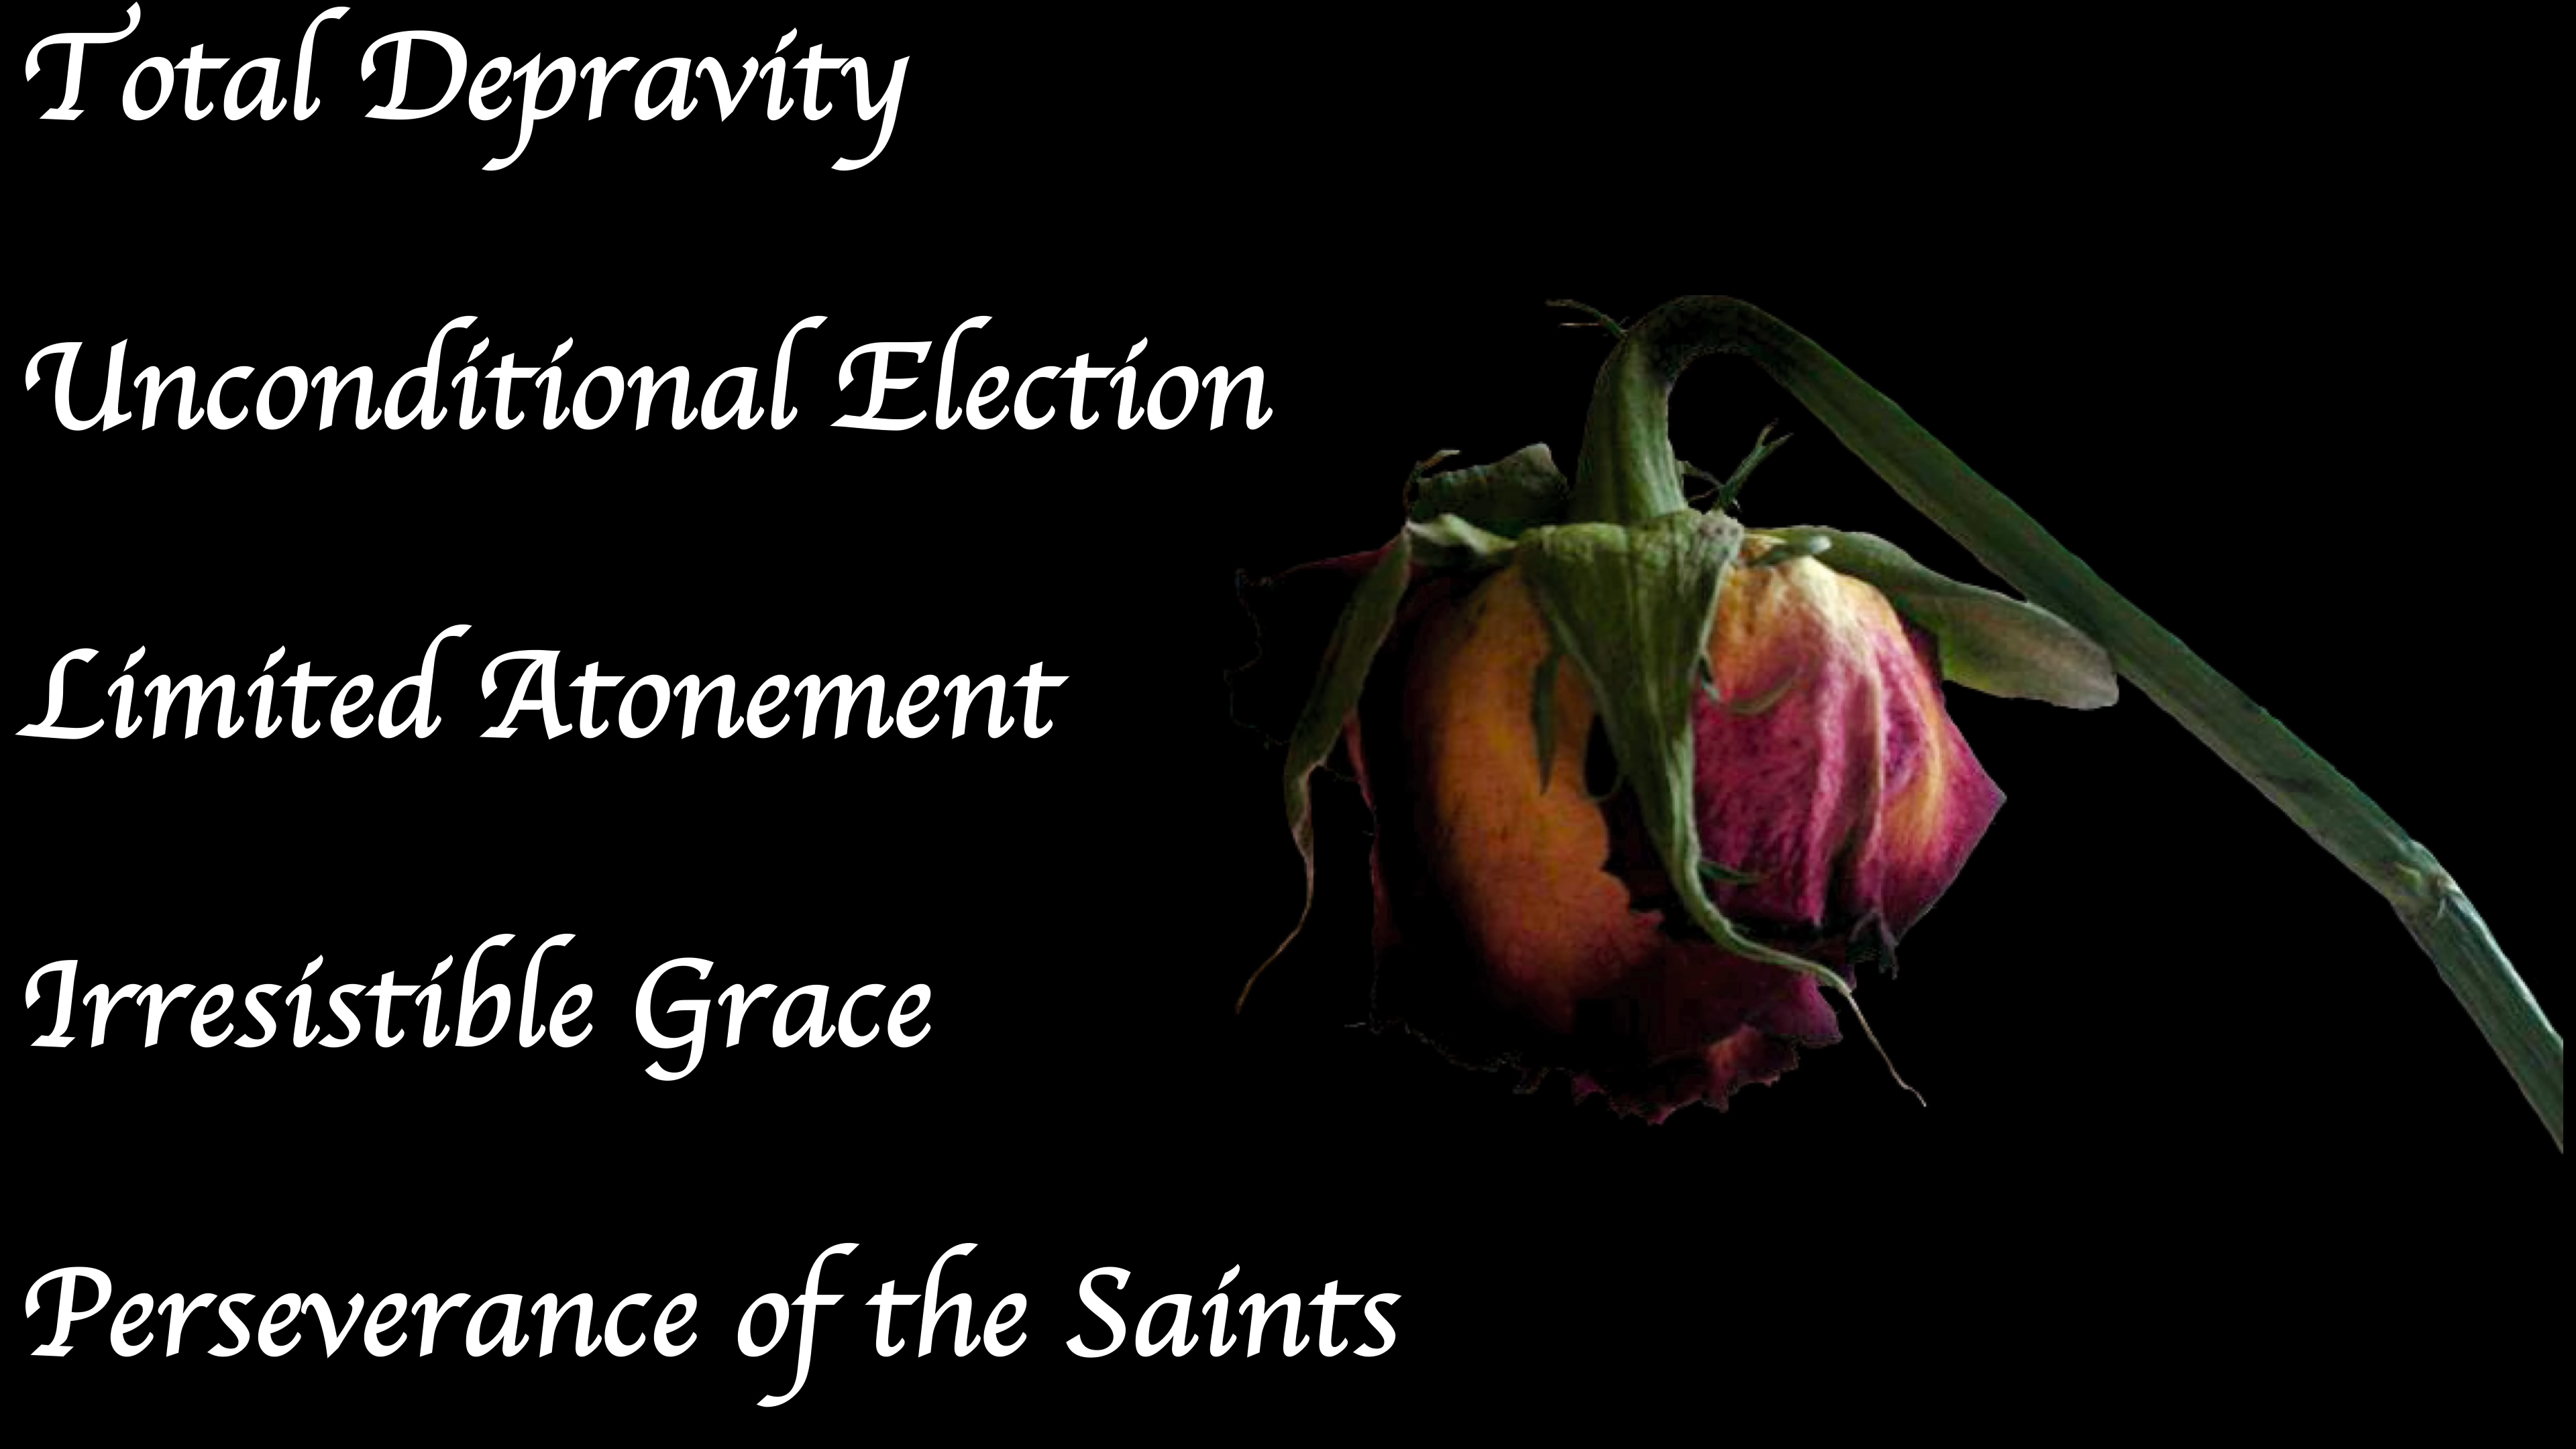 Total Depravity
Unconditional Election
Limited Atonement
Irresistible Grace
Perseverance of the Saints